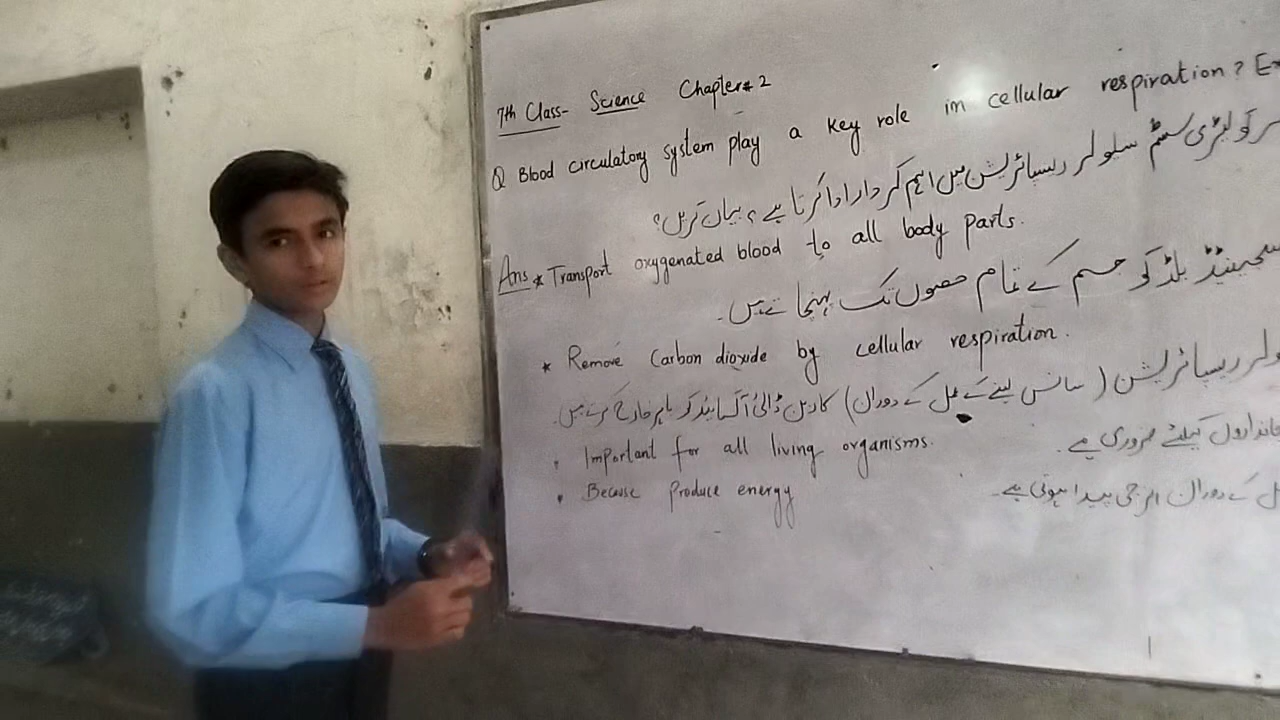 7th Class- Science Chapter# 2
Q Blood circulatory system play a key role in cellular respiration? Ex
سرکولیٹری سسٹم سلولر ریسپائریشن میں اہم کردار ادا کرتا ہے؟ بیان کریں؟
Ans * Transport oxygenated blood to all body parts.
بلڈ کو جسم کے تمام حصوں تک پہنچاتے ہیں۔
* Remove Carbon dioxide by cellular respiration.
ولر ریسپائریشن (سانس لینے کے عمل کے دوران) کاربن ڈائی آکسائیڈ کو باہر خارج کرتے ہیں۔
• Important for all living organisms.
جانداروں کیلئے ضروری ہے۔
• Because Produce energy
کے دوران انرجی پیدا ہوتی ہے۔